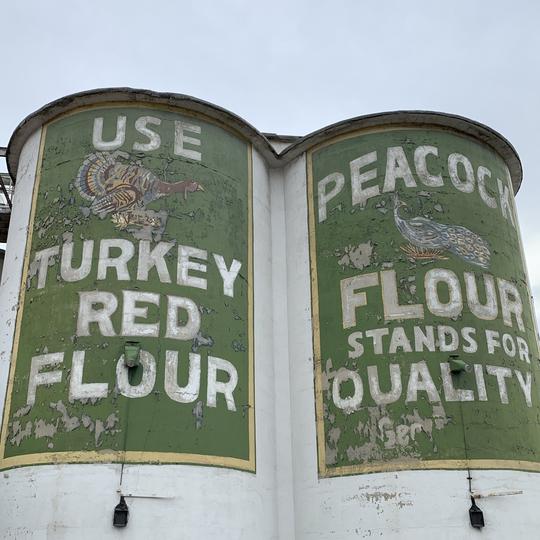 USE
TURKEY
RED
FLOUR
PEACOCK
FLOUR
STANDS FOR
QUALITY